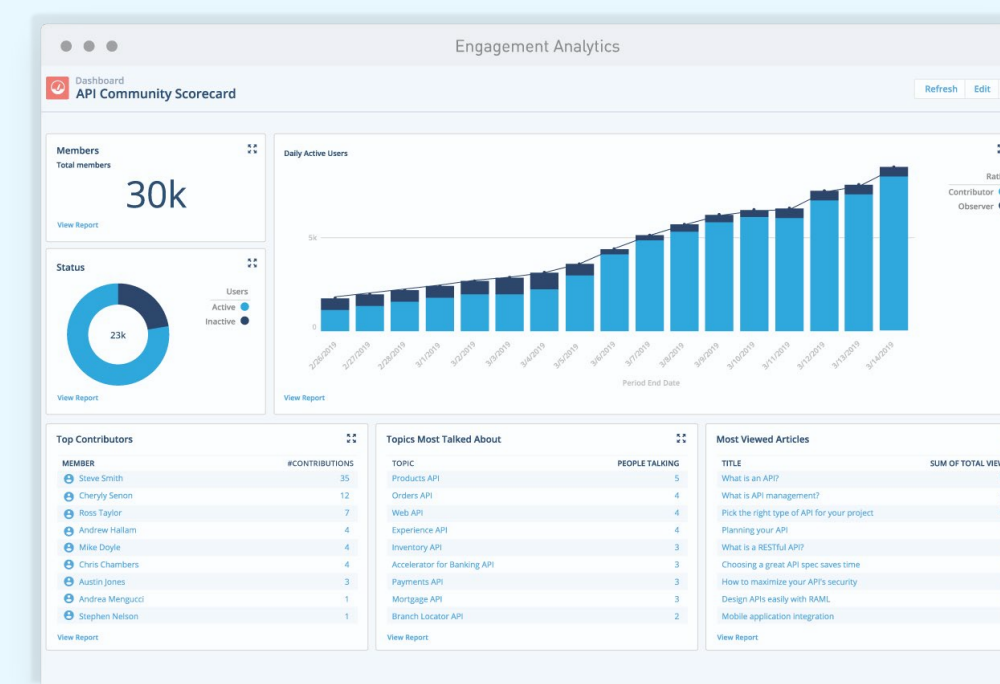 Engagement Analytics
Dashboard
API Community Scorecard
Refresh Edit
Members
Total members
30k
View Report
Daily Active Users
5k
0
2/26/2019 2/27/2019 2/28/2019 3/1/2019 3/2/2019 3/3/2019 3/4/2019 3/5/2019 3/6/2019 3/7/2019 3/8/2019 3/9/2019 3/10/2019 3/11/2019 3/12/2019 3/13/2019 3/14/2019
Period End Date
Contributor
Observer
View Report
Status
Users
Active
Inactive
23k
View Report
Top Contributors
MEMBER #CONTRIBUTIONS
Steve Smith 35
Cheryly Senon 12
Ross Taylor 7
Andrew Hallam 4
Mike Doyle 4
Chris Chambers 4
Austin Jones 3
Andrea Mengucci 1
Stephen Nelson 1
View Report
Topics Most Talked About
TOPIC PEOPLE TALKING
Products API 5
Orders API 4
Web API 4
Experience API 4
Inventory API 3
Accelerator for Banking API 3
Payments API 3
Mortgage API 3
Branch Locator API 2
View Report
Most Viewed Articles
TITLE SUM OF TOTAL
What is an API?
What is API management?
Pick the right type of API for your project
Planning your API
What is a RESTful API?
Choosing a great API spec saves time
How to maximize your API's security
Design APIs easily with RAML
Mobile application integration
View Report